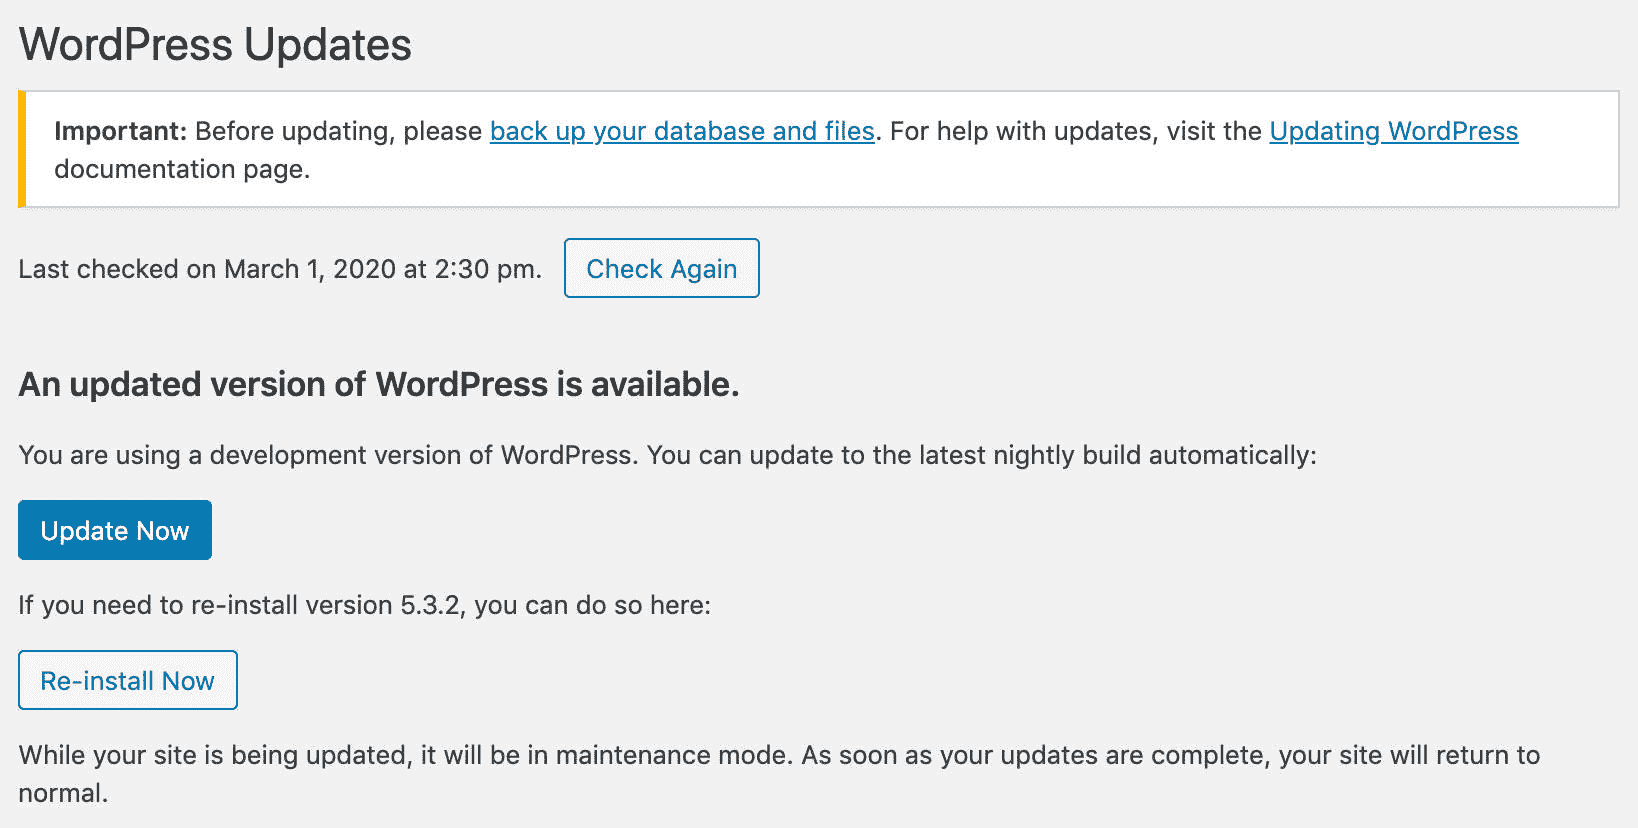 WordPress Updates
Important: Before updating, please back up your database and files. For help with updates, visit the Updating WordPress
documentation page.
Last checked on March 1, 2020 at 2:30 pm. Check Again
An updated version of WordPress is available.
You are using a development version of WordPress. You can update to the latest nightly build automatically:
Update Now
If you need to re-install version 5.3.2, you can do so here:
Re-install Now
While your site is being updated, it will be in maintenance mode. As soon as your updates are complete, your site will return to
normal.